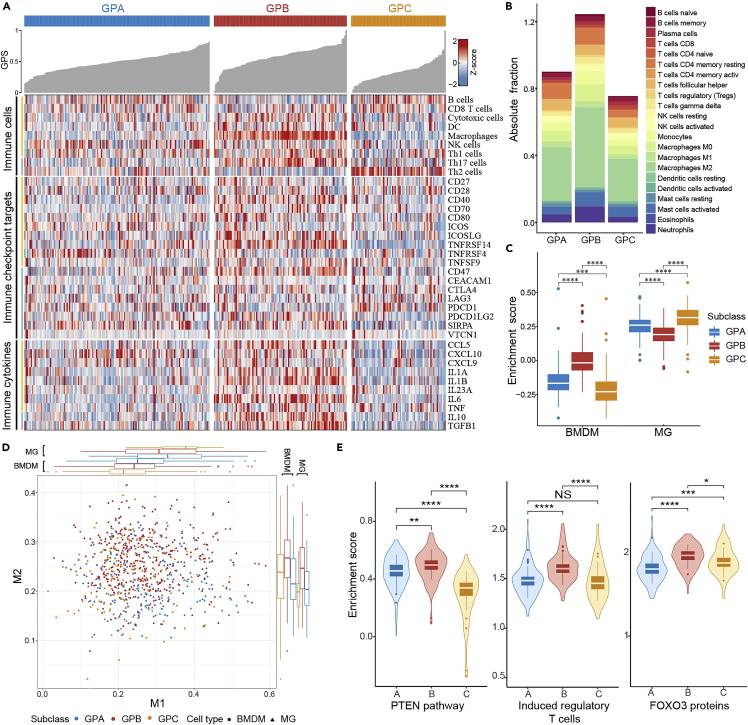 A
GPA
GPB
GPC
GPS
1
0.5
0
2
0
−2
Z-score
Immune cells
B cells
CD8 T cells
Cytotoxic cells
DC
Macrophages
NK cells
Th1 cells
Th17 cells
Th2 cells
Immune checkpoint targets
CD27
CD28
CD40
CD70
CD80
ICOS
ICOSLG
TNFRSF14
TNFRSF4
TNFSF9
CD47
CEACAM1
CTLA4
LAG3
PDCD1
PDCD1LG2
SIRPA
VTCN1
Immune cytokines
CCL5
CXCL10
CXCL9
IL1A
IL1B
IL23A
IL6
TNF
IL10
TGFB1
B
Absolute fraction
1.2
0.8
0.4
0.0
GPA
GPB
GPC
B cells naive
B cells memory
Plasma cells
T cells CD8
T cells CD4 naive
T cells CD4 memory resting
T cells CD4 memory activ
T cells follicular helper
T cells regulatory (Tregs)
T cells gamma delta
NK cells resting
NK cells activated
Monocytes
Macrophages M0
Macrophages M1
Macrophages M2
Dendritic cells resting
Dendritic cells activated
Mast cells resting
Mast cells activated
Eosinophils
Neutrophils
C
Enrichment score
0.50
0.25
0.00
−0.25
****
***
****
****
****
****
BMDM
MG
Subclass
GPA
GPB
GPC
D
MG
BMDM
BMDM
MG
M2
0.4
0.3
0.2
0.1
0.0
0.2
0.4
0.6
M1
Subclass GPA GPB GPC Cell type BMDM MG
E
Enrichment score
0.8
0.4
0.0
****
****
**
A B C
PTEN pathway
2.0
1.5
1.0
0.5
NS
****
****
A B C
Induced regulatory
T cells
2
1
*
***
****
A B C
FOXO3 proteins